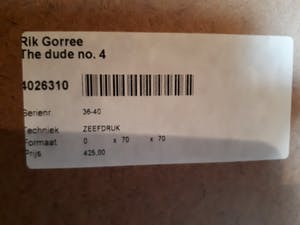 Rik Gorree
The dude no. 4
4026310
Serienr 36-40
Techniek ZEEFDRUK
Formaat 0 x 70 x 70
Prijs 425,00